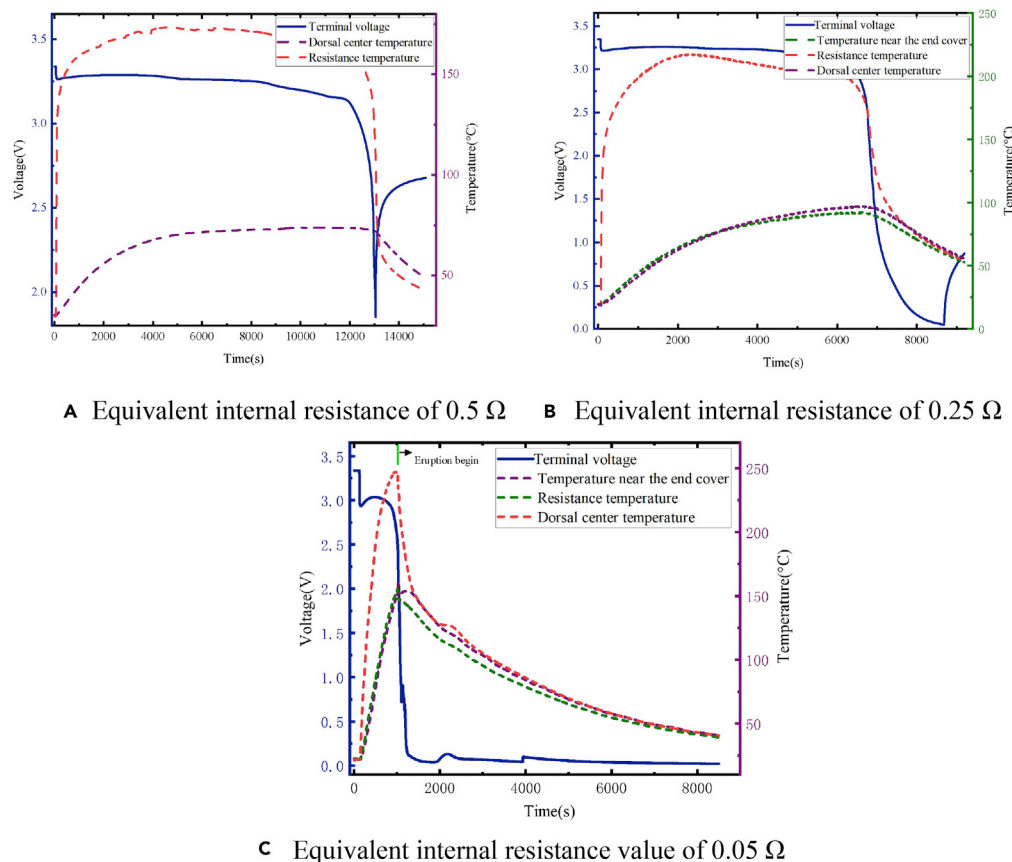 Terminal voltage
Dorsal center temperature
Resistance temperature
3.5
3.0
2.5
2.0
Voltage(V)
150
100
50
Temperature(°C)
0 2000 4000 6000 8000 10000 12000 14000
Time(s)
A Equivalent internal resistance of 0.5 Ω
Terminal voltage
Temperature near the end cover
Resistance temperature
Dorsal center temperature
3.5
3.0
2.5
2.0
1.5
1.0
0.5
0.0
Voltage(V)
250
200
150
100
50
0
Temperature(°C)
0 2000 4000 6000 8000
Time(s)
B Equivalent internal resistance of 0.25 Ω
Eruption begin
Terminal voltage
Temperature near the end cover
Resistance temperature
Dorsal center temperature
3.5
3.0
2.5
2.0
1.5
1.0
0.5
0.0
Voltage(V)
250
200
150
100
50
Temperature(°C)
0 2000 4000 6000 8000
Time(s)
C Equivalent internal resistance value of 0.05 Ω